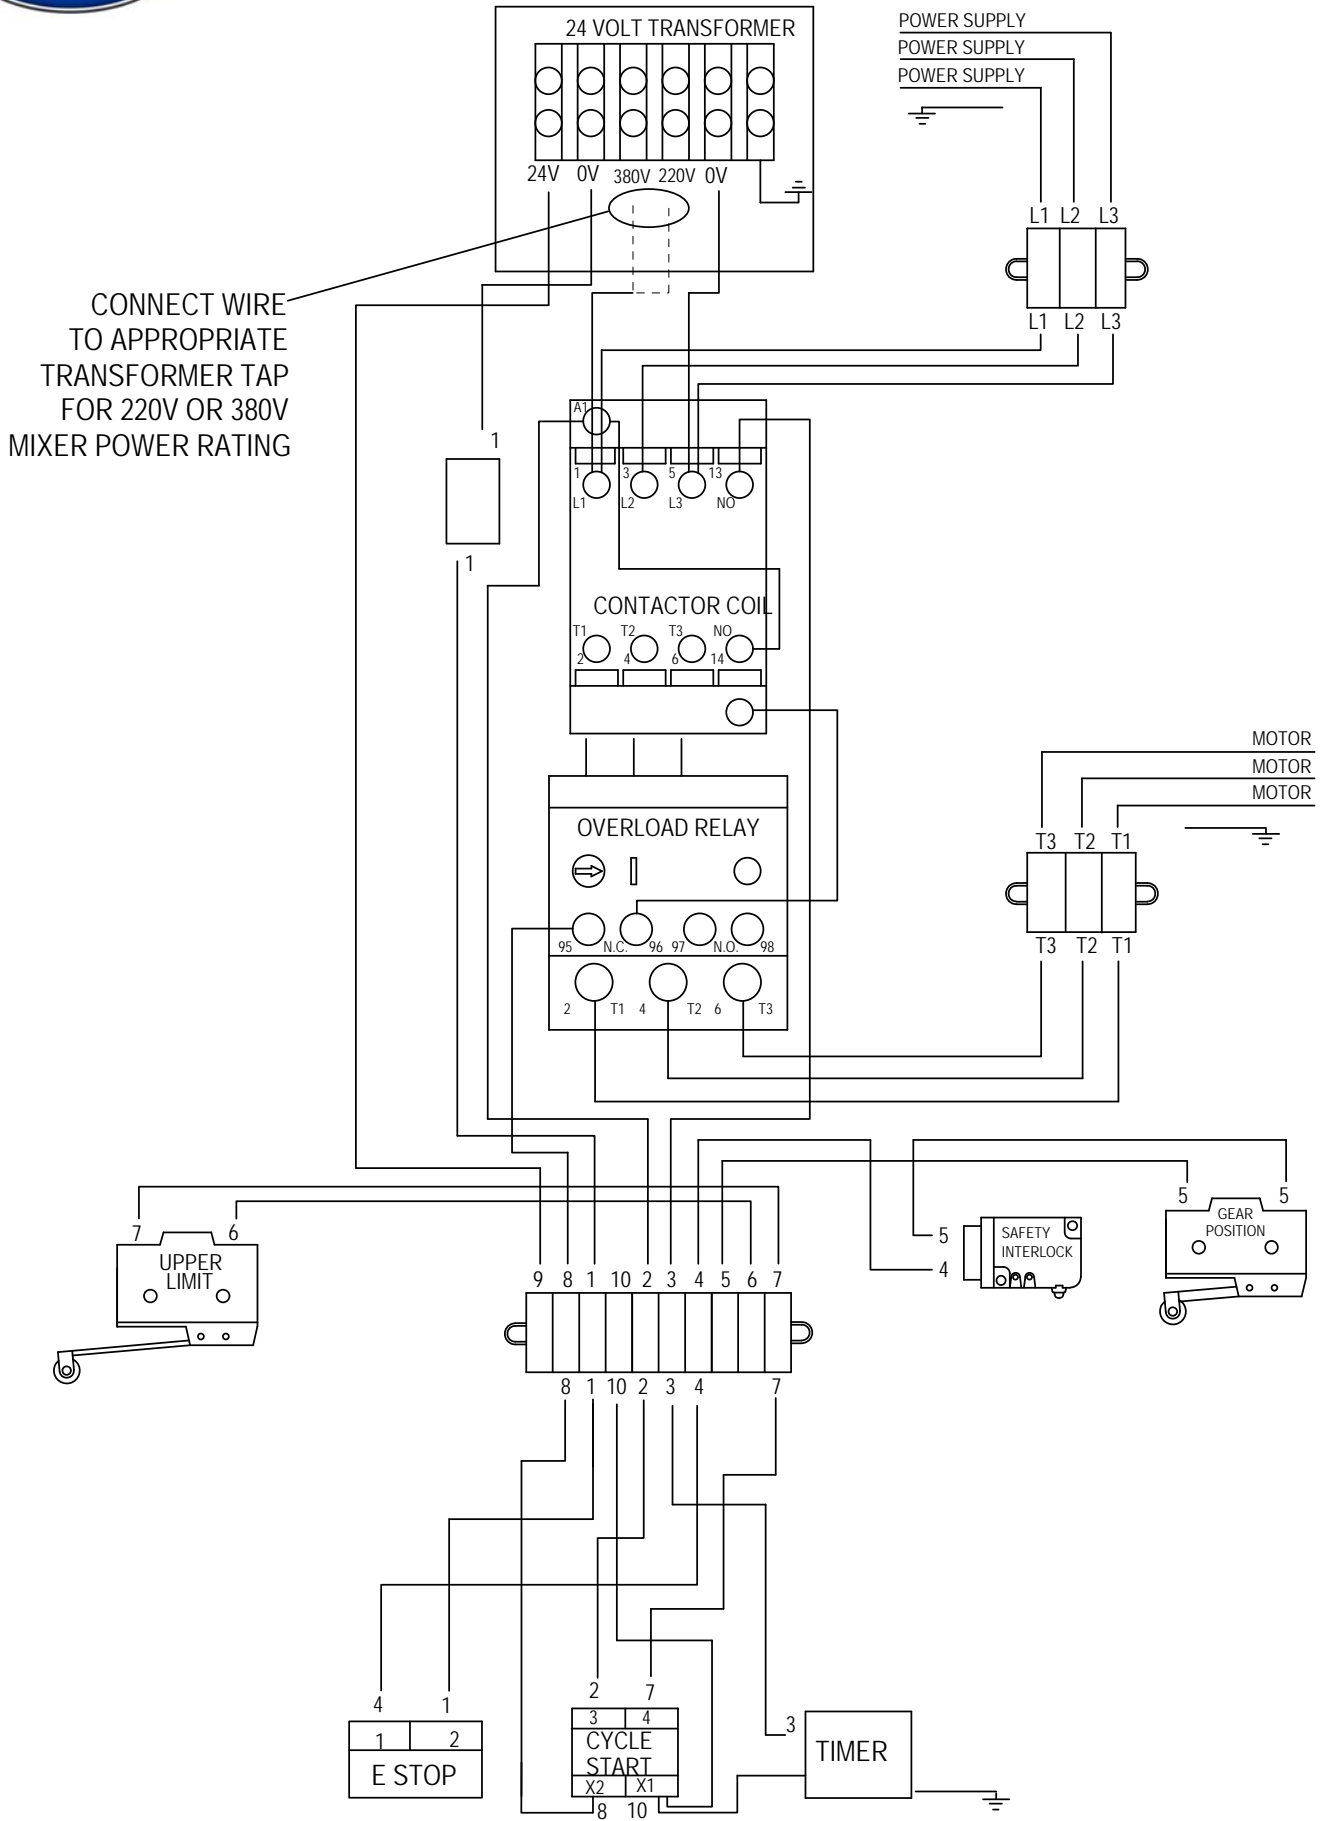 24 VOLT TRANSFORMER
24V 0V 380V 220V 0V
POWER SUPPLY
POWER SUPPLY
POWER SUPPLY
L1 L2 L3
L1 L2 L3
CONNECT WIRE
TO APPROPRIATE
TRANSFORMER TAP
FOR 220V OR 380V
MIXER POWER RATING
1
1
A1
1 3 5 13
L1 L2 L3 NO
CONTACTOR COIL
T1 T2 T3 NO
2 4 6 14
MOTOR
MOTOR
MOTOR
T3 T2 T1
T3 T2 T1
OVERLOAD RELAY
95 N.C. 96 97 N.O. 98
2 T1 4 T2 6 T3
7 6
UPPER
LIMIT
5
4
SAFETY
INTERLOCK
5 5
GEAR
POSITION
9 8 1 10 2 3 4 5 6 7
8 1 10 2 3 4 7
4 1
1 2
E STOP
2 7
3 4
CYCLE
START
X2 X1
8 10
3
TIMER